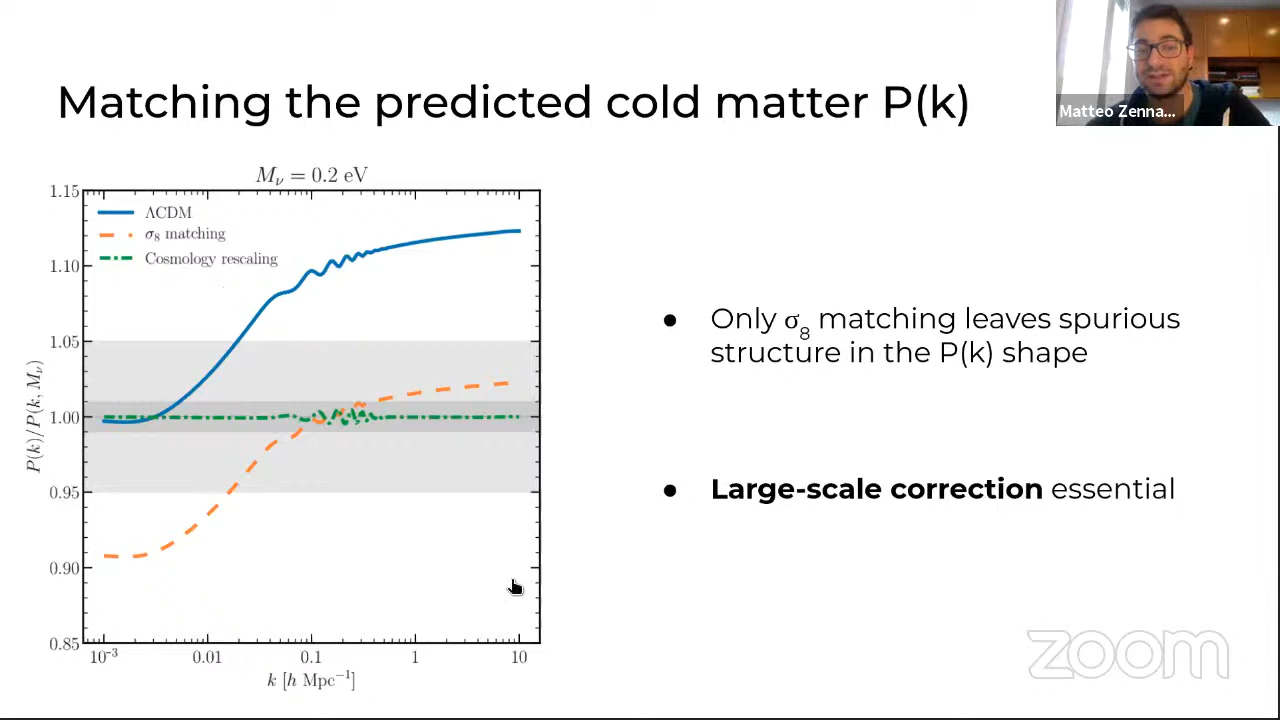 Matching the predicted cold matter P(k)
Matteo Zenna...
M_ν = 0.2 eV
ΛCDM
σ₈ matching
Cosmology rescaling
1.15
1.10
1.05
1.00
0.95
0.90
0.85
P(k)/P(k, M_ν)
10⁻³
0.01
0.1
1
10
k [h Mpc⁻¹]
● Only σ₈ matching leaves spurious
structure in the P(k) shape
● Large-scale correction essential
zoom